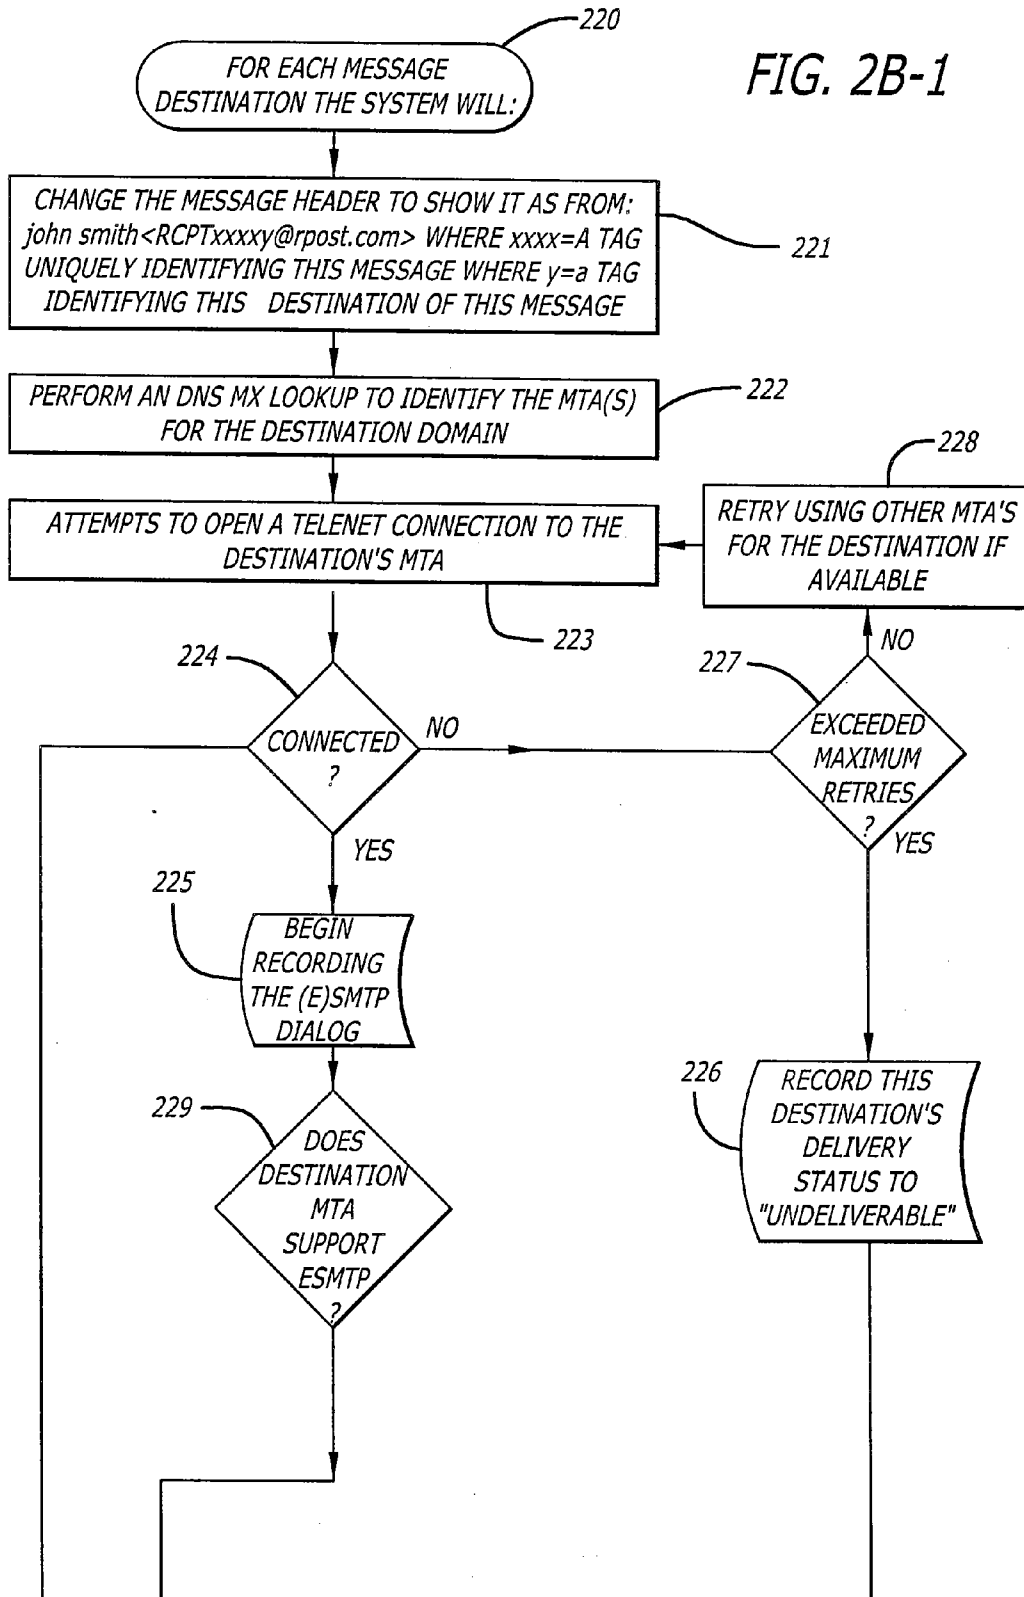 220
FOR EACH MESSAGE
DESTINATION THE SYSTEM WILL:
FIG. 2B-1
CHANGE THE MESSAGE HEADER TO SHOW IT AS FROM:
john smith<RCPTxxxxy@rpost.com> WHERE xxxx=A TAG
UNIQUELY IDENTIFYING THIS MESSAGE WHERE y=a TAG
IDENTIFYING THIS DESTINATION OF THIS MESSAGE
221
PERFORM AN DNS MX LOOKUP TO IDENTIFY THE MTA(S)
FOR THE DESTINATION DOMAIN
222
228
ATTEMPTS TO OPEN A TELENET CONNECTION TO THE
DESTINATION'S MTA
RETRY USING OTHER MTA'S
FOR THE DESTINATION IF
AVAILABLE
223
NO
224
227
CONNECTED
?
NO
EXCEEDED
MAXIMUM
RETRIES
?
YES
YES
225
BEGIN
RECORDING
THE (E)SMTP
DIALOG
226
RECORD THIS
DESTINATION'S
DELIVERY
STATUS TO
"UNDELIVERABLE"
229
DOES
DESTINATION
MTA
SUPPORT
ESMTP
?